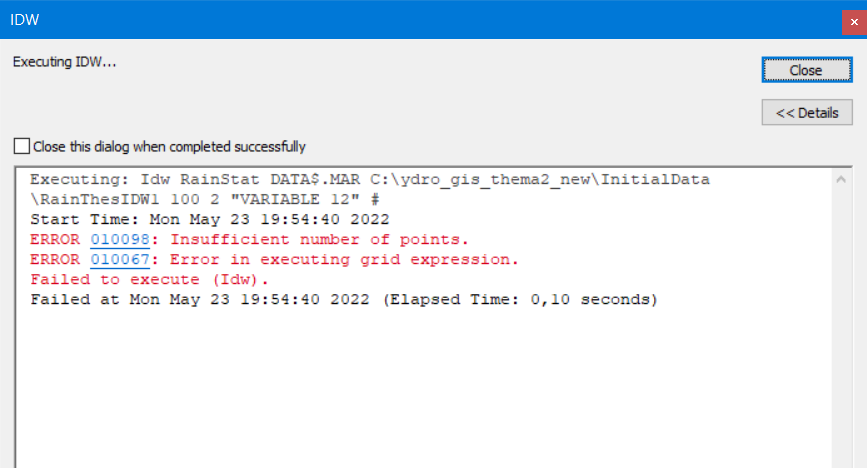 IDW
Executing IDW...
Close
<< Details
Close this dialog when completed successfully
Executing: Idw RainStat DATA$.MAR C:\ydro_gis_thema2_new\InitialData
\RainThesIDW1 100 2 "VARIABLE 12" #
Start Time: Mon May 23 19:54:40 2022
ERROR 010098: Insufficient number of points.
ERROR 010067: Error in executing grid expression.
Failed to execute (Idw).
Failed at Mon May 23 19:54:40 2022 (Elapsed Time: 0,10 seconds)